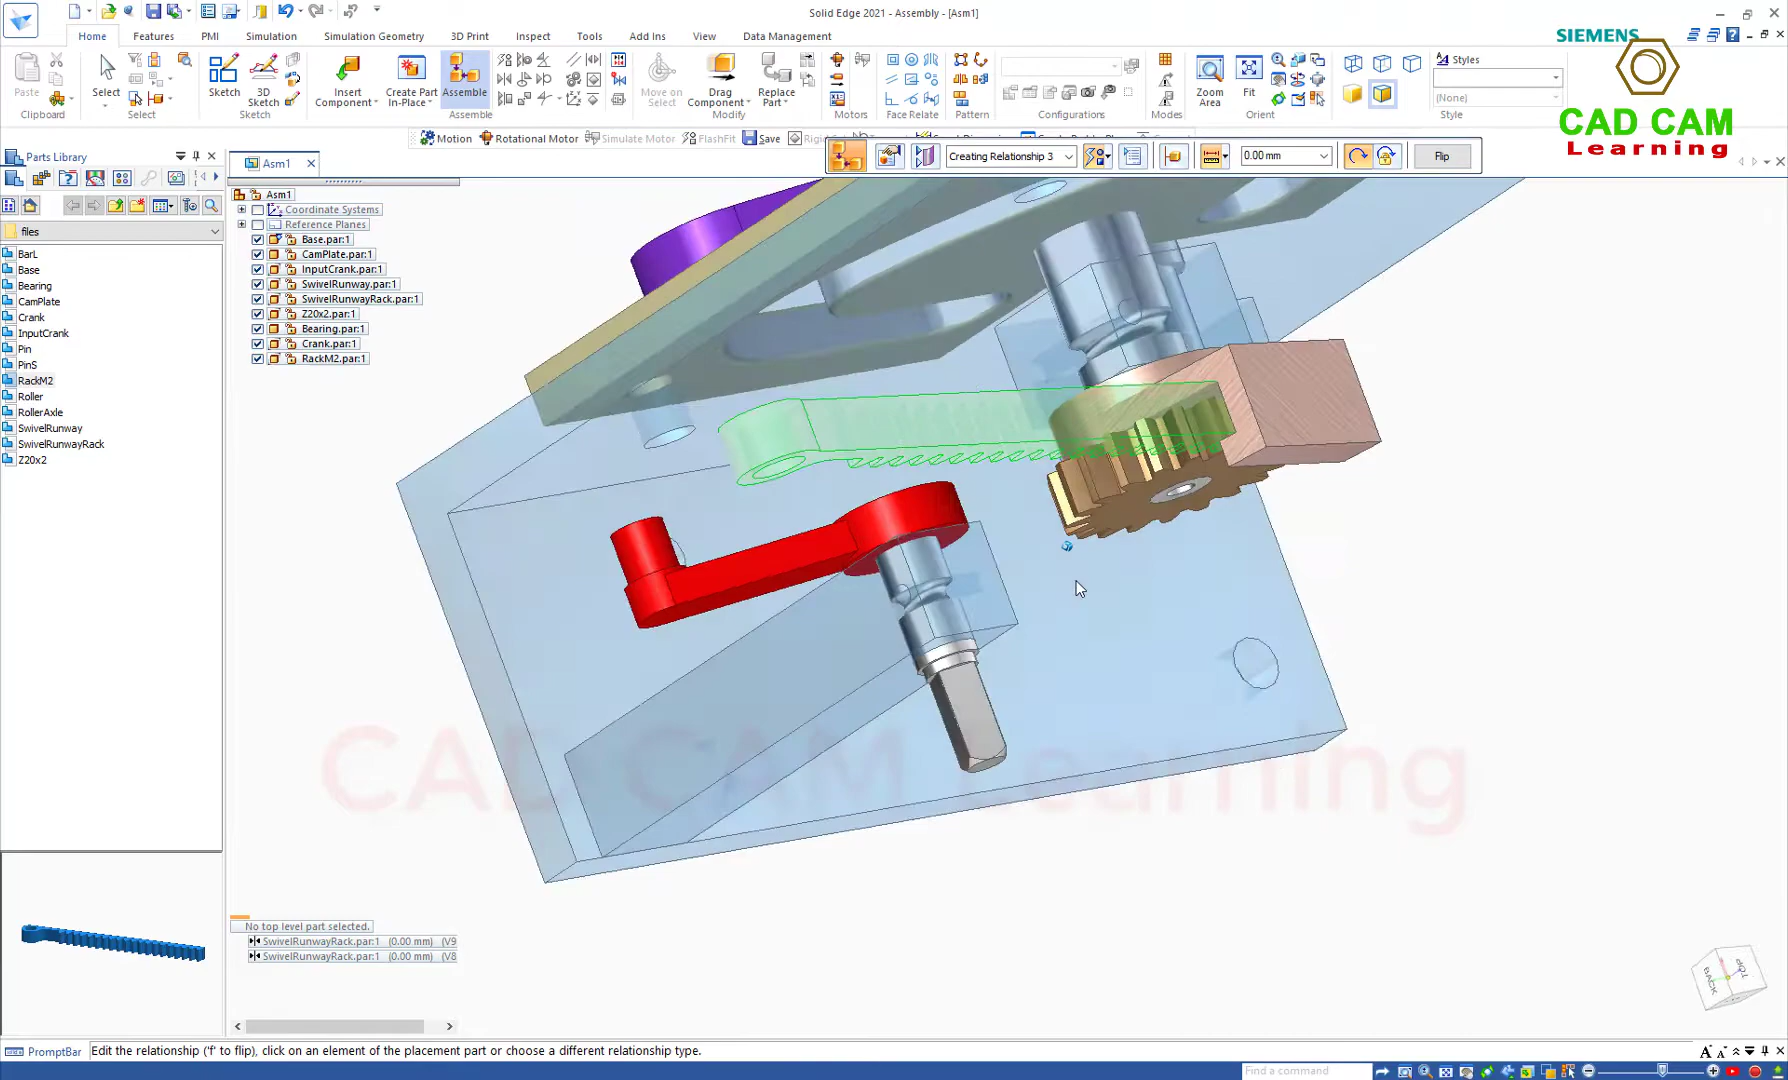 Solid Edge 2021 - Assembly - [Asm1]
Home Features PMI Simulation Simulation Geometry 3D Print Inspect Tools Add Ins View Data Management
SIEMENS
CAD CAM
Learning
Paste
Select
Sketch
3D Sketch
Insert Component
Create Part In-Place
Assemble
Move on Select
Drag Component
Replace Part
Zoom Area
Fit
Styles
(None)
Clipboard Select Sketch Assemble Modify Motors Face Relate Pattern Configurations Modes Orient Style
Motion Rotational Motor Simulate Motor FlashFit Save
Creating Relationship 3
0.00 mm
Flip
Parts Library
Asm1
files
BarL
Base
Bearing
CamPlate
Crank
InputCrank
Pin
PinS
RackM2
Roller
RollerAxle
SwivelRunway
SwivelRunwayRack
Z20x2
Asm1
Coordinate Systems
Reference Planes
Base.par:1
CamPlate.par:1
InputCrank.par:1
SwivelRunway.par:1
SwivelRunwayRack.par:1
Z20x2.par:1
Bearing.par:1
Crank.par:1
RackM2.par:1
CAD CAM Learning
No top level part selected.
SwivelRunwayRack.par:1 (0.00 mm) (V9
SwivelRunwayRack.par:1 (0.00 mm) (V8
BACK
TOP
PromptBar
Edit the relationship ('f' to flip), click on an element of the placement part or choose a different relationship type.
Find a command